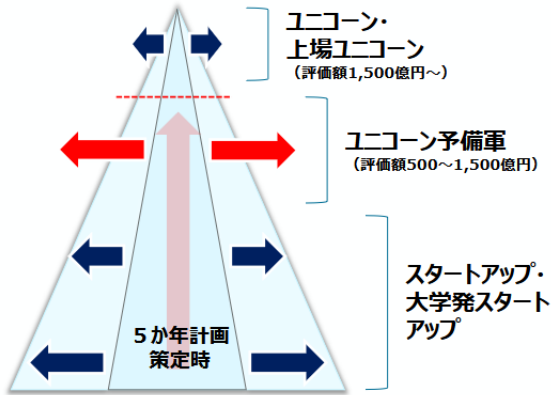 ユニコーン・
上場ユニコーン
（評価額1,500億円～）
ユニコーン予備軍
（評価額500～1,500億円）
スタートアップ・
大学発スタート
アップ
５か年計画
策定時